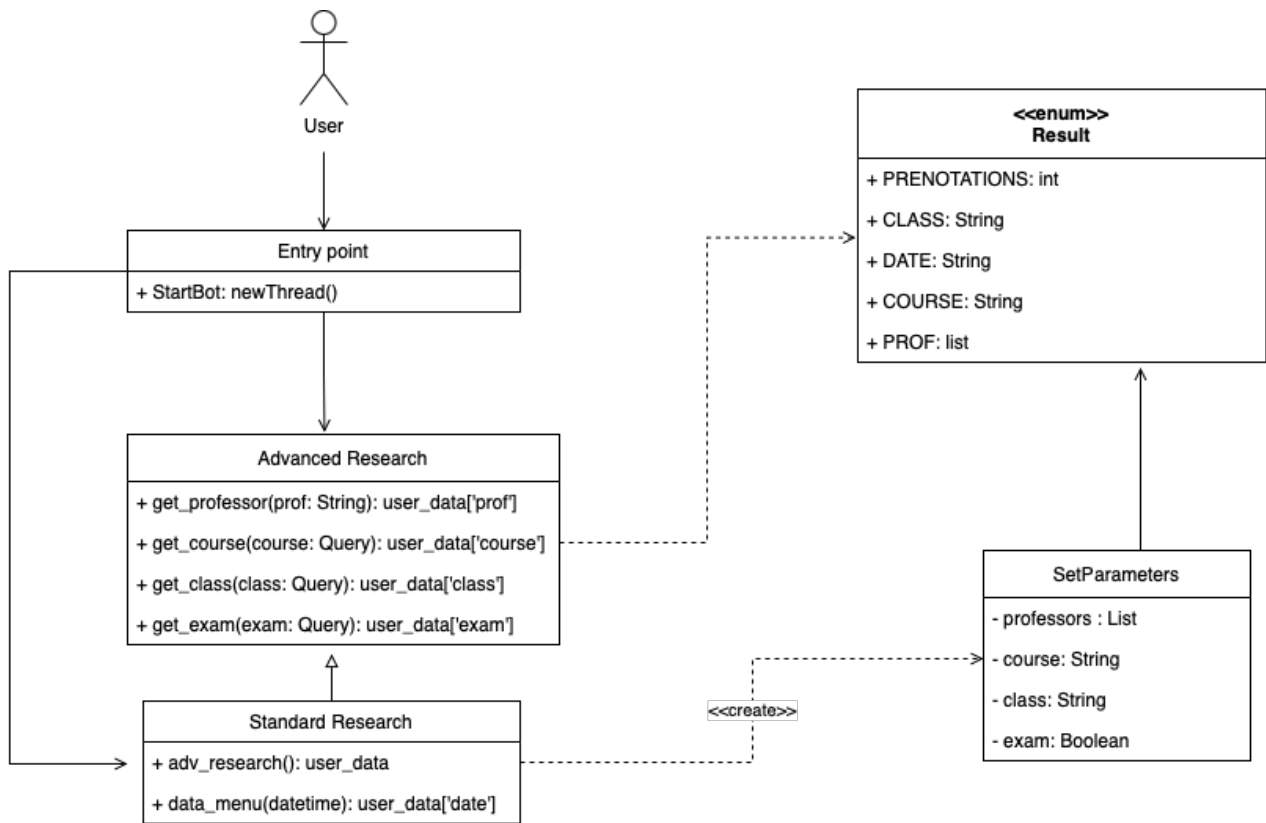 User
Entry point
+ StartBot: newThread()
Advanced Research
+ get_professor(prof: String): user_data['prof']
+ get_course(course: Query): user_data['course']
+ get_class(class: Query): user_data['class']
+ get_exam(exam: Query): user_data['exam']
Standard Research
+ adv_research(): user_data
+ data_menu(datetime): user_data['date']
<<create>>
<<enum>>
Result
+ PRENOTATIONS: int
+ CLASS: String
+ DATE: String
+ COURSE: String
+ PROF: list
SetParameters
- professors : List
- course: String
- class: String
- exam: Boolean